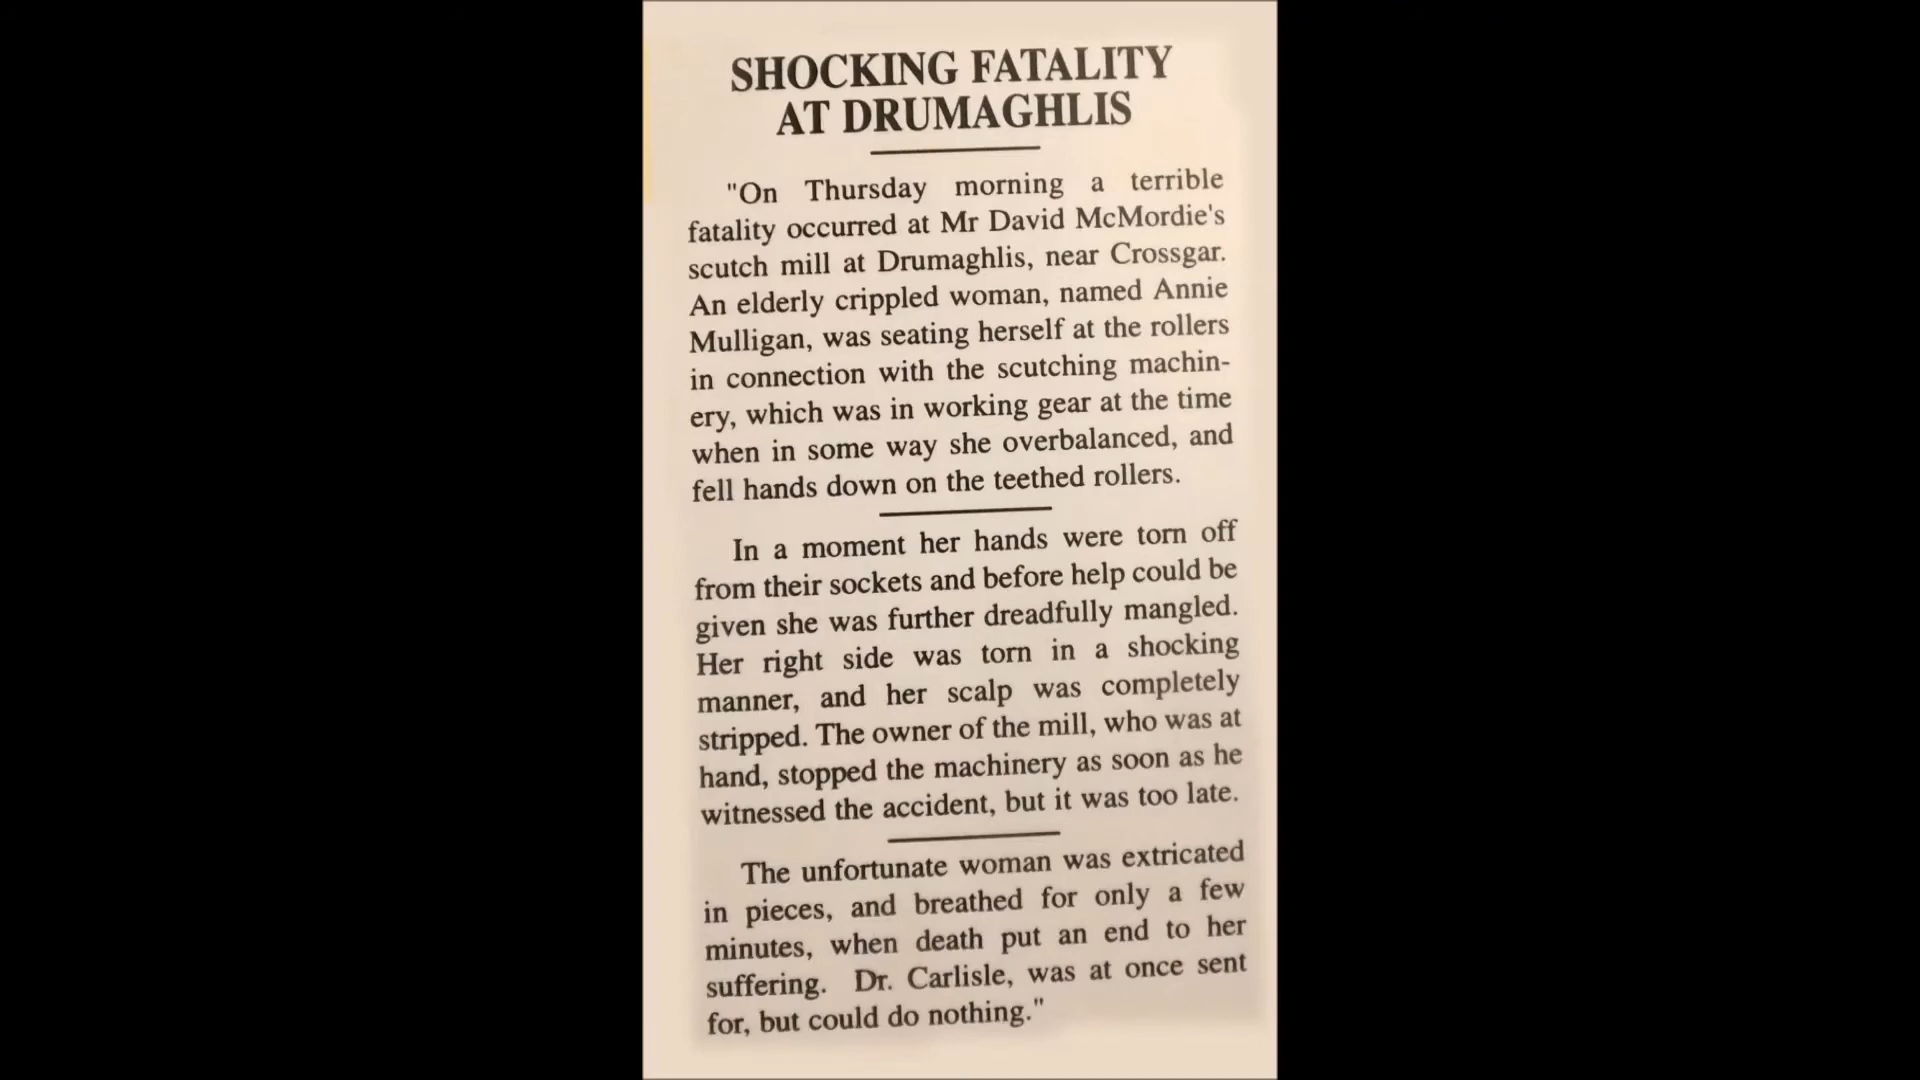 SHOCKING FATALITY
AT DRUMAGHLIS
"On Thursday morning a terrible
fatality occurred at Mr David McMordie's
scutch mill at Drumaghlis, near Crossgar.
An elderly crippled woman, named Annie
Mulligan, was seating herself at the rollers
in connection with the scutching machin-
ery, which was in working gear at the time
when in some way she overbalanced, and
fell hands down on the teethed rollers.
In a moment her hands were torn off
from their sockets and before help could be
given she was further dreadfully mangled.
Her right side was torn in a shocking
manner, and her scalp was completely
stripped. The owner of the mill, who was at
hand, stopped the machinery as soon as he
witnessed the accident, but it was too late.
The unfortunate woman was extricated
in pieces, and breathed for only a few
minutes, when death put an end to her
suffering. Dr. Carlisle, was at once sent
for, but could do nothing."